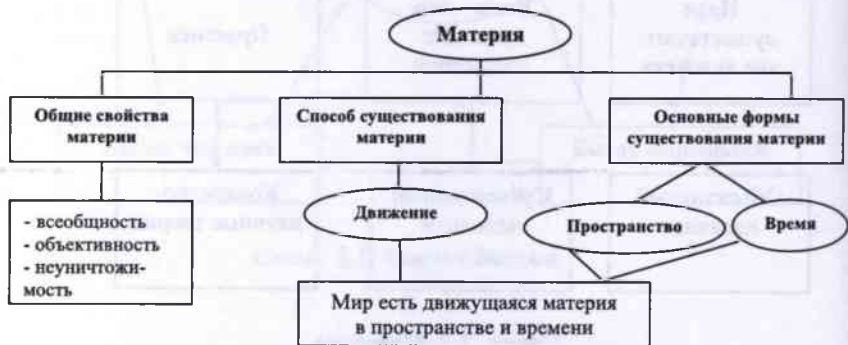 Материя
Общие свойства
материи
Способ существования
материи
Основные формы
существования материи
- всеобщность
- объективность
- неуничтожи-
мость
Движение
Пространство
Время
Мир есть движущаяся материя
в пространстве и времени